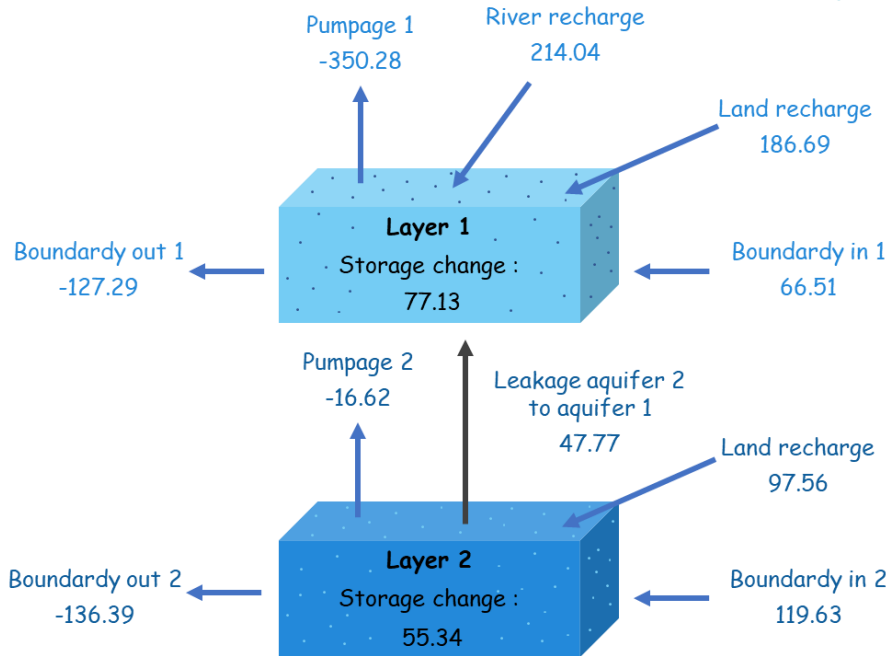 Pumpage 1
-350.28
River recharge
214.04
Land recharge
186.69
Layer 1
Storage change :
77.13
Boundardy out 1
-127.29
Boundardy in 1
66.51
Pumpage 2
-16.62
Leakage aquifer 2
to aquifer 1
47.77
Land recharge
97.56
Layer 2
Storage change :
55.34
Boundardy out 2
-136.39
Boundardy in 2
119.63